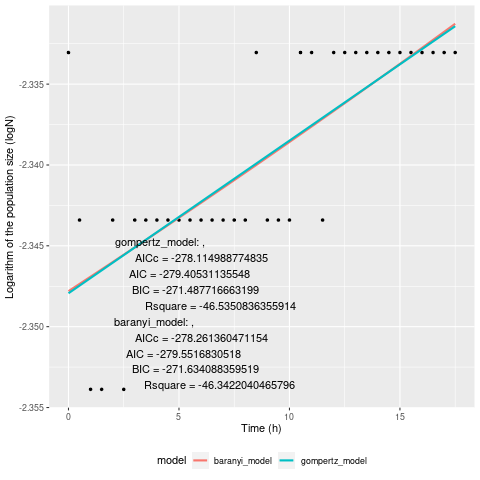 -2.335
-2.340
-2.345
-2.350
-2.355
Logarithm of the population size (logN)
gompertz_model: ,
AICc = -278.114988774835
AIC = -279.40531135548
BIC = -271.487716663199
Rsquare = -46.5350836355914
baranyi_model: ,
AICc = -278.261360471154
AIC = -279.5516830518
BIC = -271.634088359519
Rsquare = -46.3422040465796
0 5 10 15
Time (h)
model baranyi_model gompertz_model